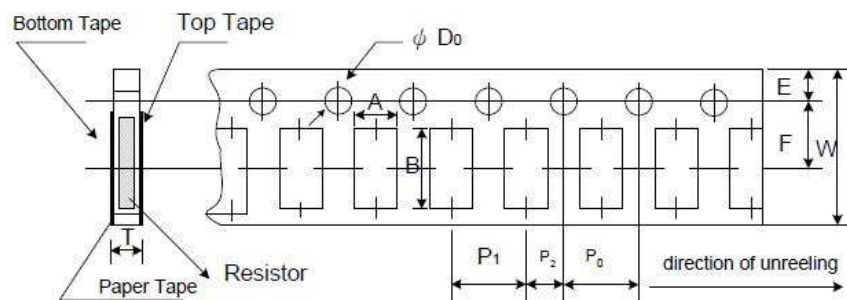 Bottom Tape
Top Tape
ϕ D0
A
B
E
F
W
T
Paper Tape
Resistor
P1
P2
P0
direction of unreeling